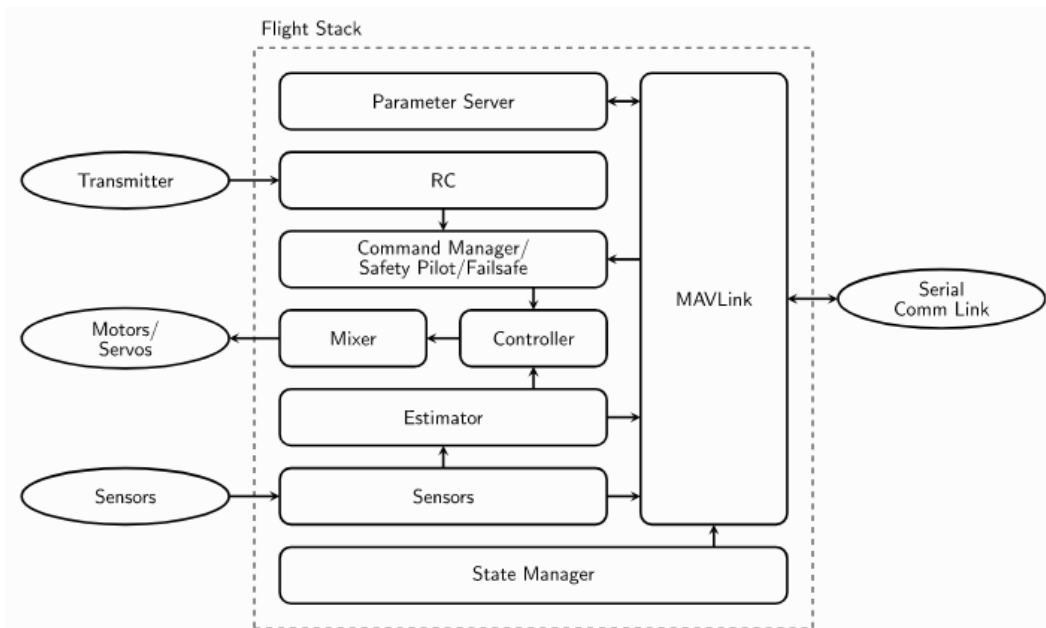 Flight Stack
Parameter Server
Transmitter
RC
Command Manager/
Safety Pilot/Failsafe
MAVLink
Serial
Comm Link
Motors/
Servos
Mixer
Controller
Estimator
Sensors
Sensors
State Manager